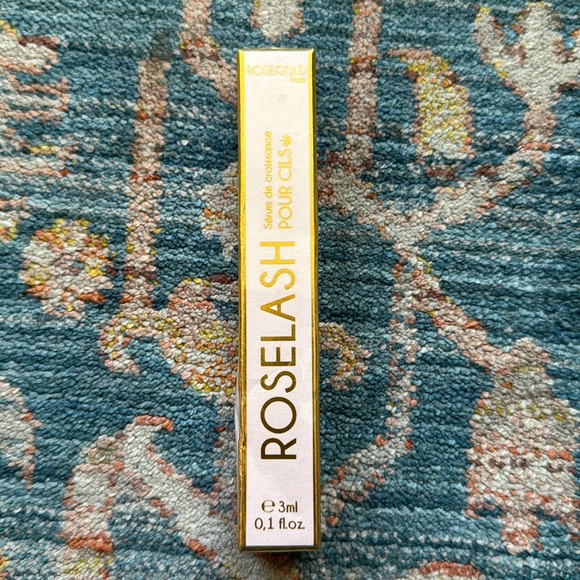 ROSEGOLD
PARIS
ROSELASH
Sérum de croissance
POUR CILS
℮ 3ml
0,1 fl.oz.